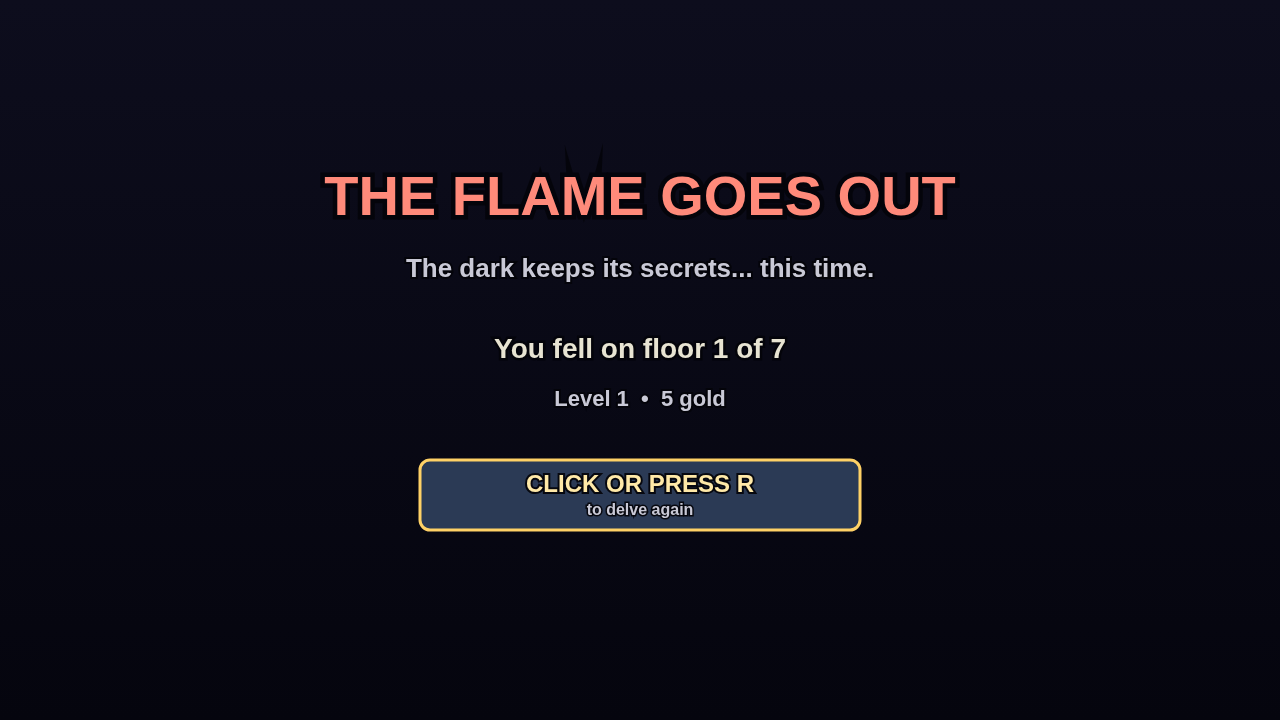 THE FLAME GOES OUT
The dark keeps its secrets... this time.
You fell on floor 1 of 7
Level 1 • 5 gold
CLICK OR PRESS R
to delve again